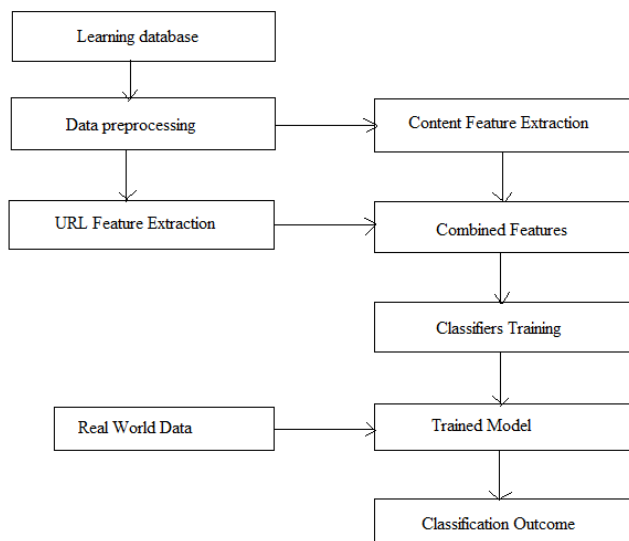 Learning database
Data preprocessing
Content Feature Extraction
URL Feature Extraction
Combined Features
Classifiers Training
Real World Data
Trained Model
Classification Outcome